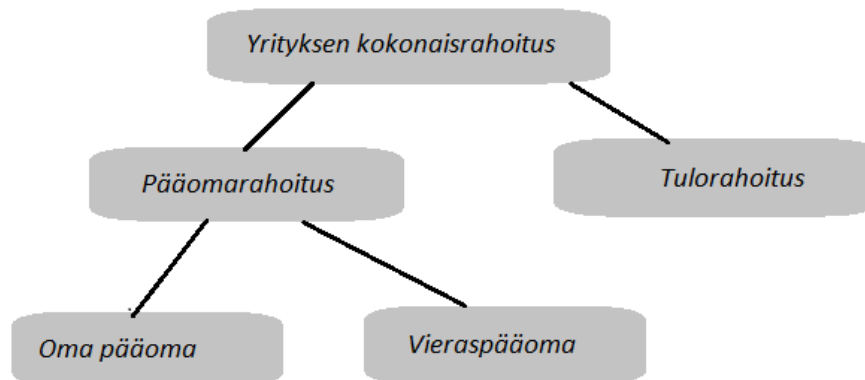 Yrityksen kokonaisrahoitus
Pääomarahoitus
Tulorahoitus
Oma pääoma
Vieraspääoma